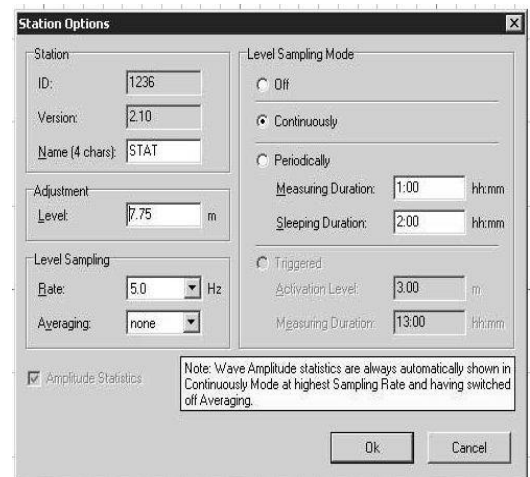 Station Options
Station
ID: 1236
Version: 2.10
Name (4 chars): STAT
Adjustment
Level: 7.75 m
Level Sampling
Rate: 5.0 Hz
Averaging: none
Amplitude Statistics
Level Sampling Mode
Off
Continuously
Periodically
Measuring Duration: 1:00 hh:mm
Sleeping Duration: 2:00 hh:mm
Triggered
Activation Level: 3.00 m
Measuring Duration: 13:00 hh:mm
Note: Wave Amplitude statistics are always automatically shown in
Continuously Mode at highest Sampling Rate and having switched
off Averaging.
Ok
Cancel